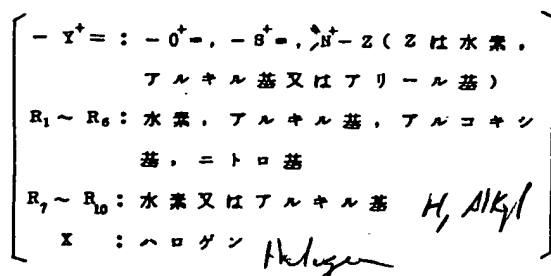 - Y⁺= : - O⁺=, - S⁺=, >N⁺- Z ( Z は水素,
アルキル基又はアリール基 )
R₁ ~ R₆ : 水素, アルキル基, アルコキシ
基, ニトロ基
R₇ ~ R₁₀ : 水素又はアルキル基 H, Alkyl
X : ハロゲン Halogen